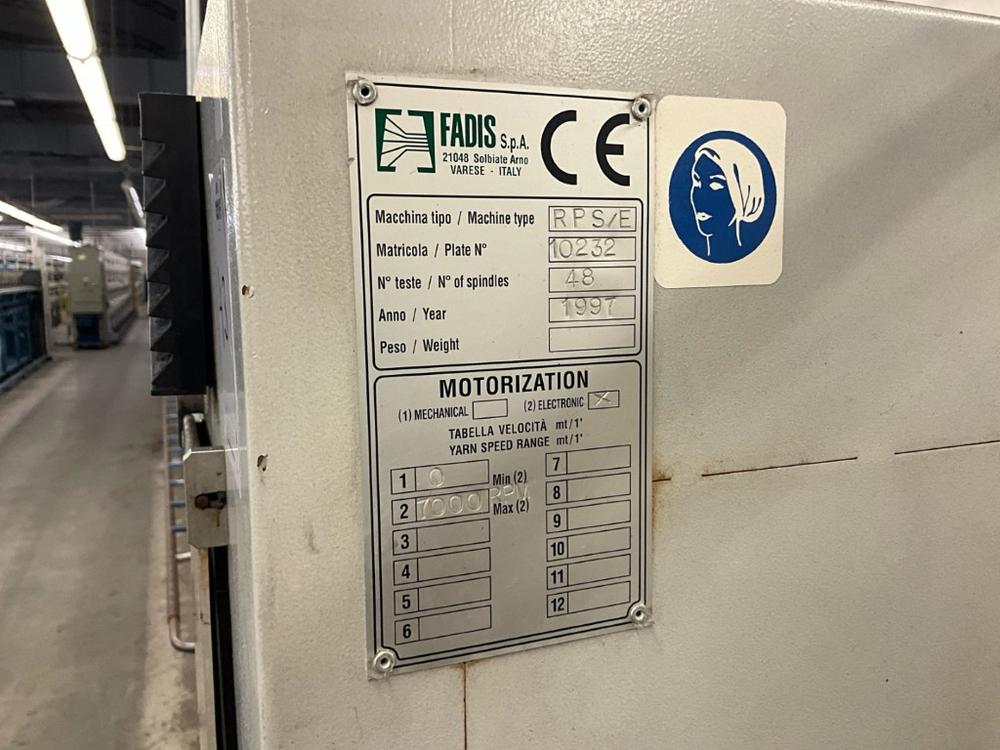 FADIS S.p.A.
21048 Solbiate Arno
VARESE - ITALY
CE
Macchina tipo / Machine type RPS/E
Matricola / Plate N° 10232
N° teste / N° of spindles 48
Anno / Year 1997
Peso / Weight
MOTORIZATION
(1) MECHANICAL (2) ELECTRONIC X
TABELLA VELOCITÀ mt/1'
YARN SPEED RANGE mt/1'
1 0 Min (2)
2 7000 RPM Max (2)
3
4
5
6
7
8
9
10
11
12